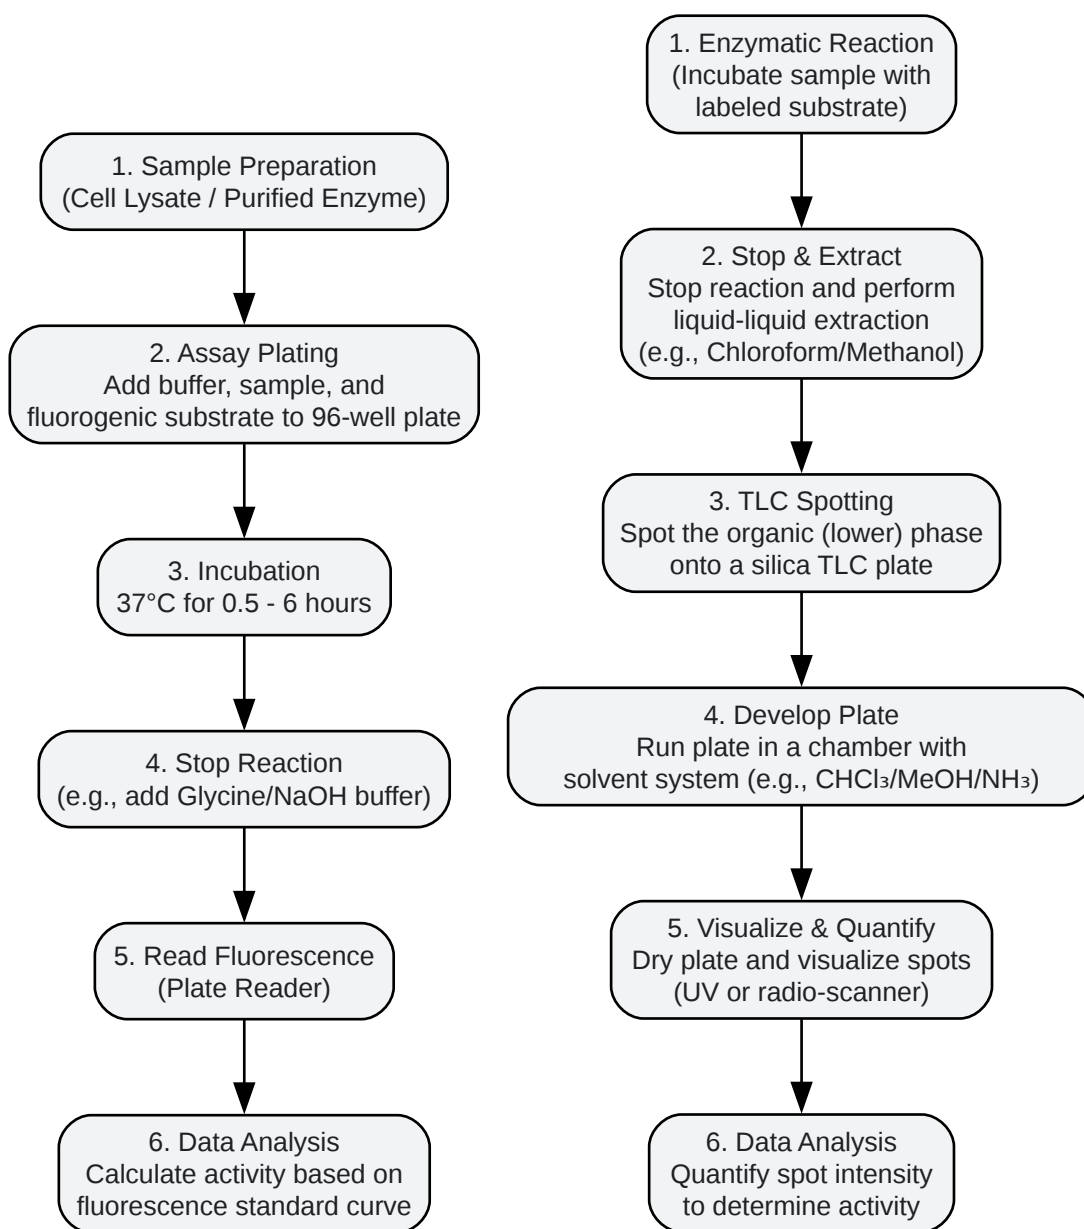 1. Sample Preparation
(Cell Lysate / Purified Enzyme)
2. Assay Plating
Add buffer, sample, and
fluorogenic substrate to 96-well plate
3. Incubation
37°C for 0.5 - 6 hours
4. Stop Reaction
(e.g., add Glycine/NaOH buffer)
5. Read Fluorescence
(Plate Reader)
6. Data Analysis
Calculate activity based on
fluorescence standard curve
1. Enzymatic Reaction
(Incubate sample with
labeled substrate)
2. Stop & Extract
Stop reaction and perform
liquid-liquid extraction
(e.g., Chloroform/Methanol)
3. TLC Spotting
Spot the organic (lower) phase
onto a silica TLC plate
4. Develop Plate
Run plate in a chamber with
solvent system (e.g., CHCl₃/MeOH/NH₃)
5. Visualize & Quantify
Dry plate and visualize spots
(UV or radio-scanner)
6. Data Analysis
Quantify spot intensity
to determine activity